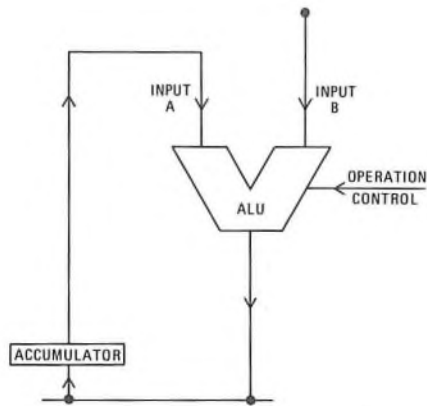 INPUT
A
INPUT
B
OPERATION
CONTROL
ALU
ACCUMULATOR